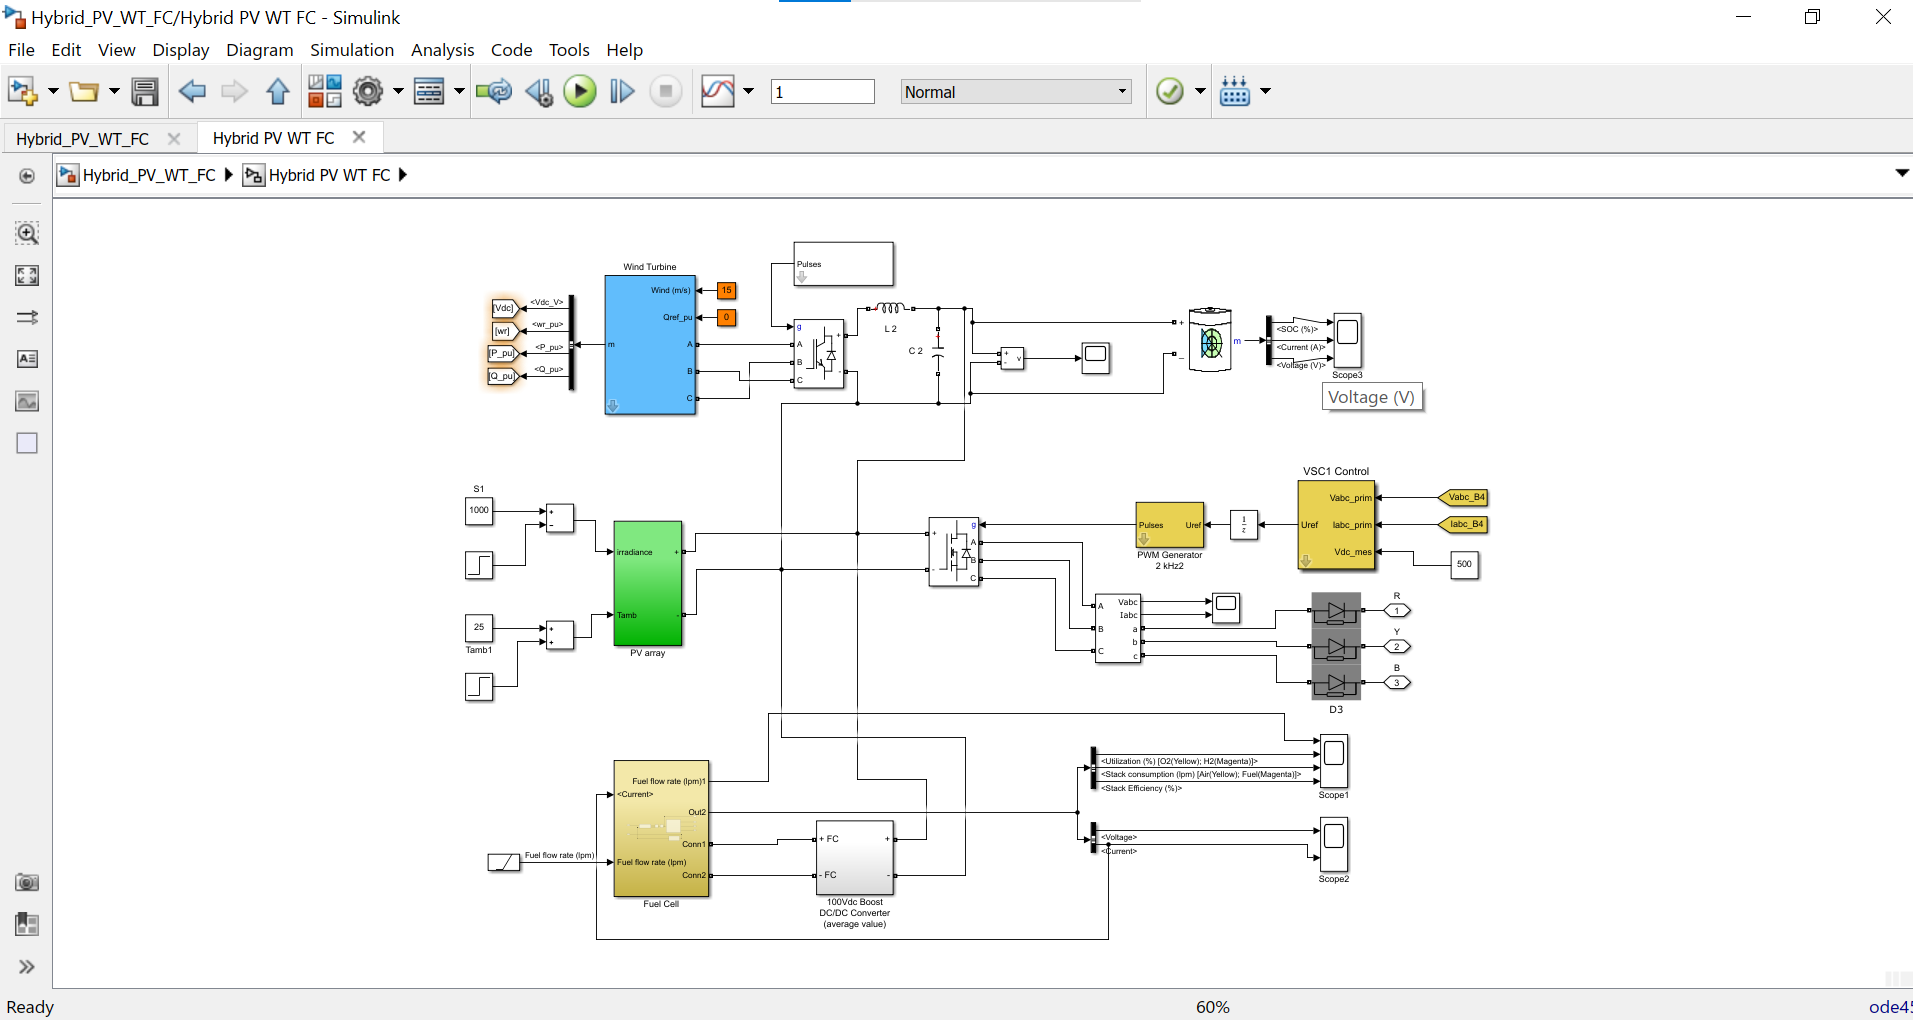 Hybrid_PV_WT_FC/Hybrid PV WT FC - Simulink
File Edit View Display Diagram Simulation Analysis Code Tools Help
1
Normal
Hybrid_PV_WT_FC
Hybrid PV WT FC
Hybrid_PV_WT_FC
Hybrid PV WT FC
Wind Turbine
Wind (m/s)
Qref_pu
m
A
B
C
15
0
[Vdc]
[wr]
[P_pu]
[Q_pu]
<Vdc_V>
<wr_pu>
<P_pu>
<Q_pu>
Pulses
g
A
B
C
+
-
L 2
C 2
+
+
-
v
+
_
m
<SOC (%)>
<Current (A)>
<Voltage (V)>
Scope3
Voltage (V)
S1
1000
+
−
25
Tamb1
+
+
irradiance
Tamb
+
-
PV array
+
-
g
A
B
C
Pulses
Uref
PWM Generator
2 kHz2
1
z
VSC1 Control
Vabc_prim
Uref
Iabc_prim
Vdc_mes
Vabc_B4
Iabc_B4
500
A
B
C
Vabc
Iabc
a
b
c
R
1
Y
2
B
3
D3
Fuel flow rate (lpm)
Fuel flow rate (lpm)1
<Current>
Out2
Conn1
Fuel flow rate (lpm)
Conn2
Fuel Cell
+ FC
+
- FC
-
100Vdc Boost
DC/DC Converter
(average value)
<Utilization (%) [O2(Yellow); H2(Magenta)]>
<Stack consumption (lpm) [Air(Yellow); Fuel(Magenta)]>
<Stack Efficiency (%)>
Scope1
<Voltage>
<Current>
Scope2
Ready
60%
ode45